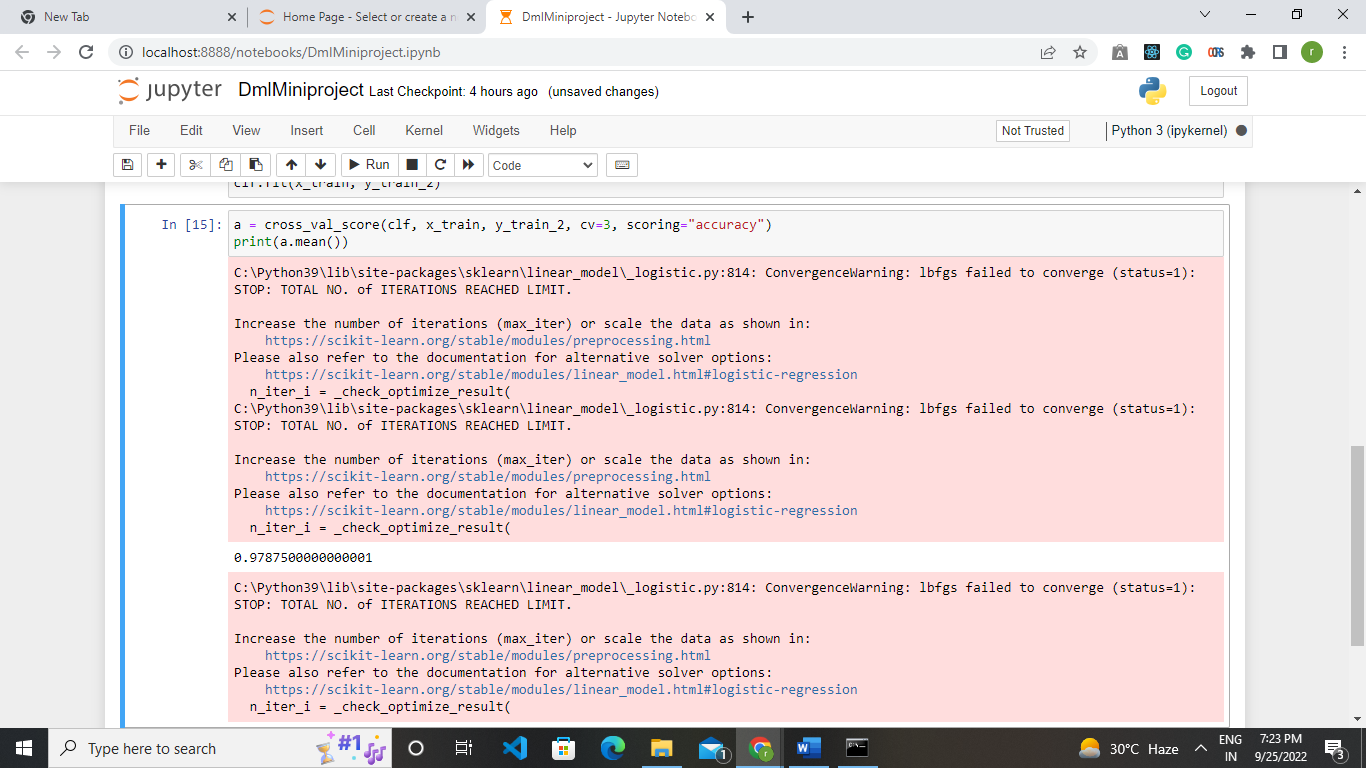 New Tab
Home Page - Select or create a n
DmlMiniproject - Jupyter Notebo
localhost:8888/notebooks/DmlMiniproject.ipynb
jupyter DmlMiniproject Last Checkpoint: 4 hours ago (unsaved changes)
Logout
File Edit View Insert Cell Kernel Widgets Help
Not Trusted
Python 3 (ipykernel)
Run
Code
clf.fit(x_train, y_train_2)
In [15]:
a = cross_val_score(clf, x_train, y_train_2, cv=3, scoring="accuracy")
print(a.mean())
C:\Python39\lib\site-packages\sklearn\linear_model\_logistic.py:814: ConvergenceWarning: lbfgs failed to converge (status=1):
STOP: TOTAL NO. of ITERATIONS REACHED LIMIT.
Increase the number of iterations (max_iter) or scale the data as shown in:
https://scikit-learn.org/stable/modules/preprocessing.html
Please also refer to the documentation for alternative solver options:
https://scikit-learn.org/stable/modules/linear_model.html#logistic-regression
n_iter_i = _check_optimize_result(
C:\Python39\lib\site-packages\sklearn\linear_model\_logistic.py:814: ConvergenceWarning: lbfgs failed to converge (status=1):
STOP: TOTAL NO. of ITERATIONS REACHED LIMIT.
Increase the number of iterations (max_iter) or scale the data as shown in:
https://scikit-learn.org/stable/modules/preprocessing.html
Please also refer to the documentation for alternative solver options:
https://scikit-learn.org/stable/modules/linear_model.html#logistic-regression
n_iter_i = _check_optimize_result(
0.9787500000000001
C:\Python39\lib\site-packages\sklearn\linear_model\_logistic.py:814: ConvergenceWarning: lbfgs failed to converge (status=1):
STOP: TOTAL NO. of ITERATIONS REACHED LIMIT.
Increase the number of iterations (max_iter) or scale the data as shown in:
https://scikit-learn.org/stable/modules/preprocessing.html
Please also refer to the documentation for alternative solver options:
https://scikit-learn.org/stable/modules/linear_model.html#logistic-regression
n_iter_i = _check_optimize_result(
Type here to search
#1
1
30°C Haze
ENG
IN
7:23 PM
9/25/2022
3